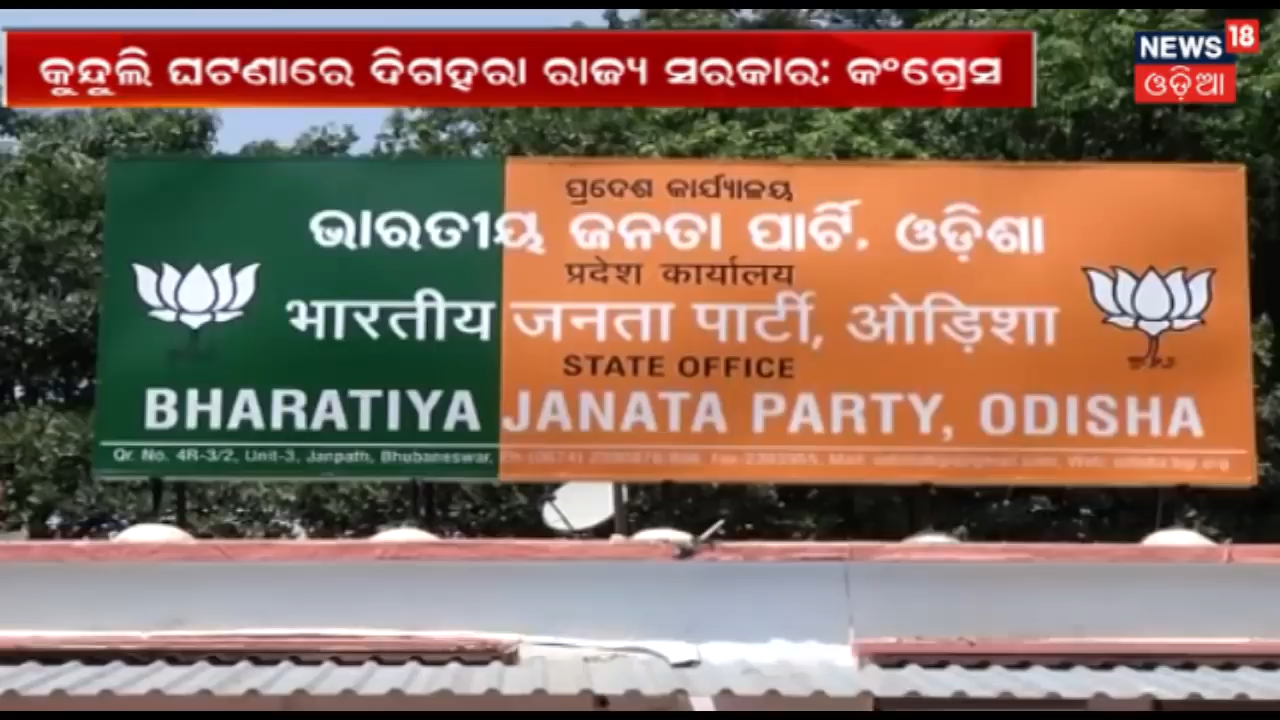 କୁନ୍ଦୁଲି ଘଟଣାରେ ଦିଗହରା ରାଜ୍ୟ ସରକାର: କଂଗ୍ରେସ
NEWS 18
ଓଡ଼ିଆ
ପ୍ରଦେଶ କାର୍ଯ୍ୟାଳୟ
ଭାରତୀୟ ଜନତା ପାର୍ଟି. ଓଡ଼ିଶା
प्रदेश कार्यालय
भारतीय जनता पार्टी, ओड़िशा
STATE OFFICE
BHARATIYA JANATA PARTY, ODISHA
Qr. No. 4R-3/2, Unit-3, Janpath, Bhubaneswar,